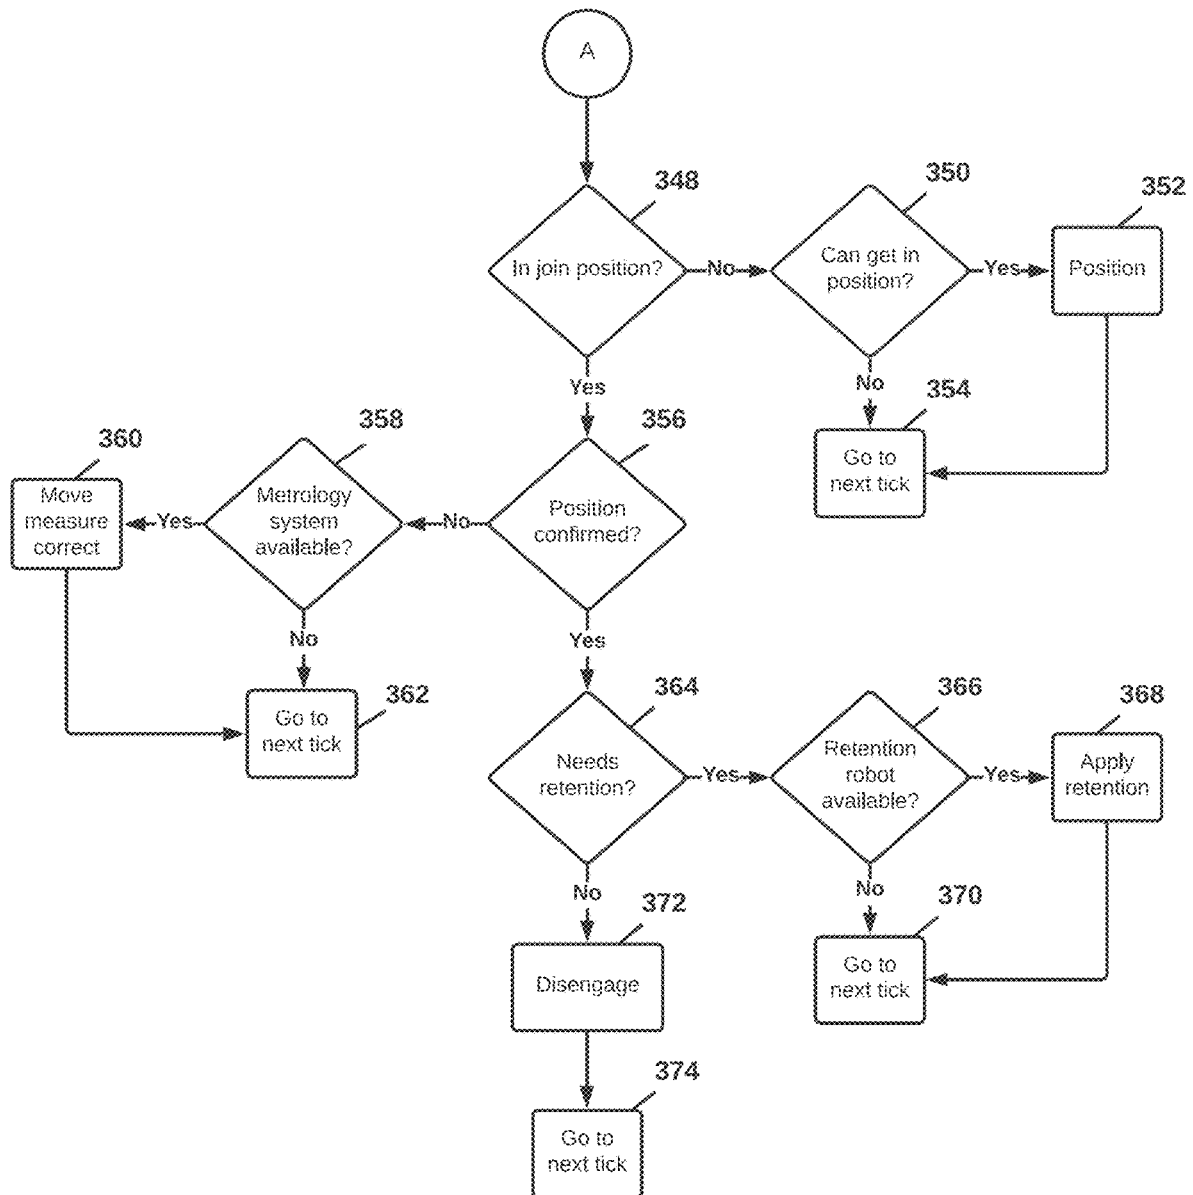 A
348
In join position?
No
350
Can get in
position?
Yes
352
Position
Yes
No
354
Go to
next tick
356
Position
confirmed?
No
358
Metrology
system
available?
Yes
360
Move
measure
correct
No
362
Go to
next tick
Yes
364
Needs
retention?
Yes
366
Retention
robot
available?
Yes
368
Apply
retention
No
370
Go to
next tick
No
372
Disengage
374
Go to
next tick